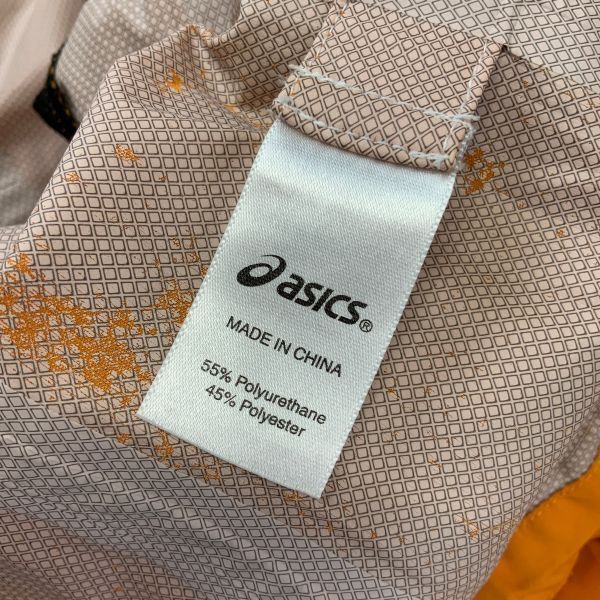 asics®
MADE IN CHINA
55% Polyurethane
45% Polyester